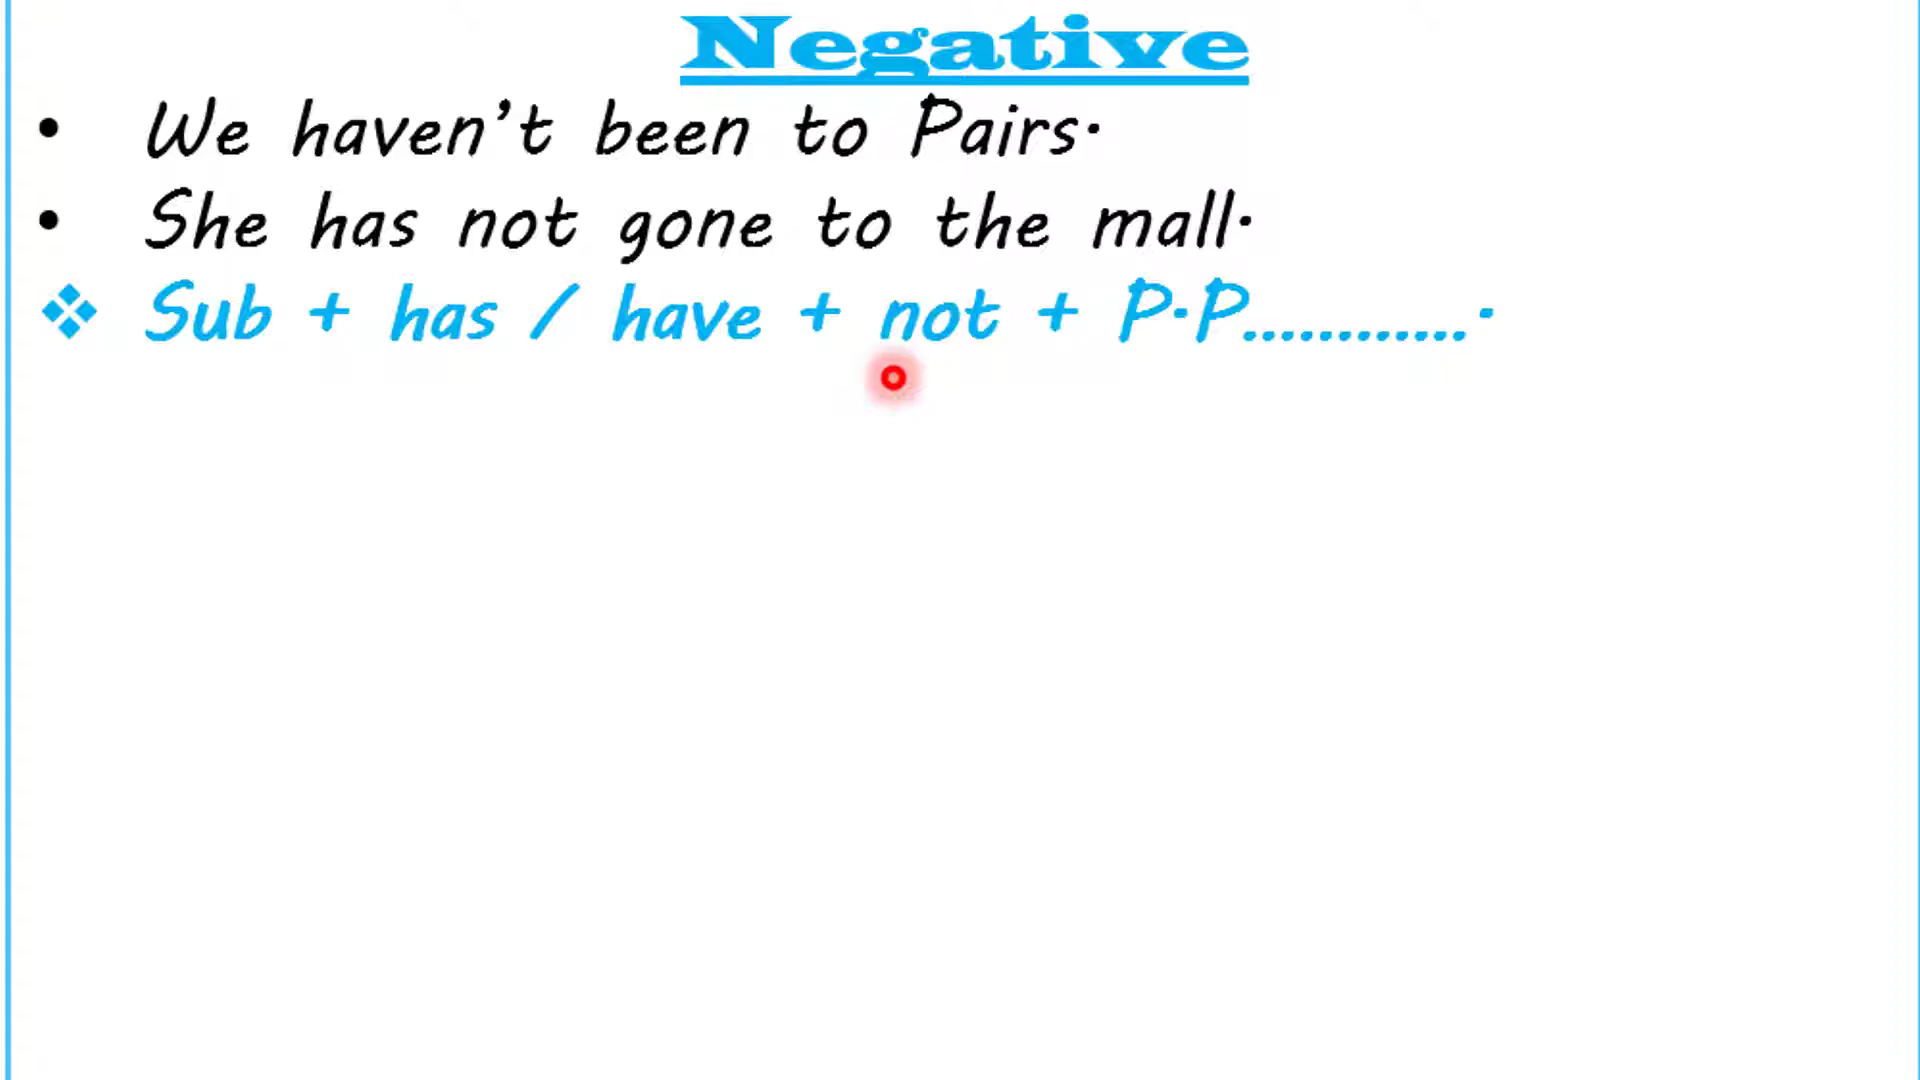 Negative
• We haven't been to Pairs.
• She has not gone to the mall.
❖ Sub + has / have + not + P.P.............